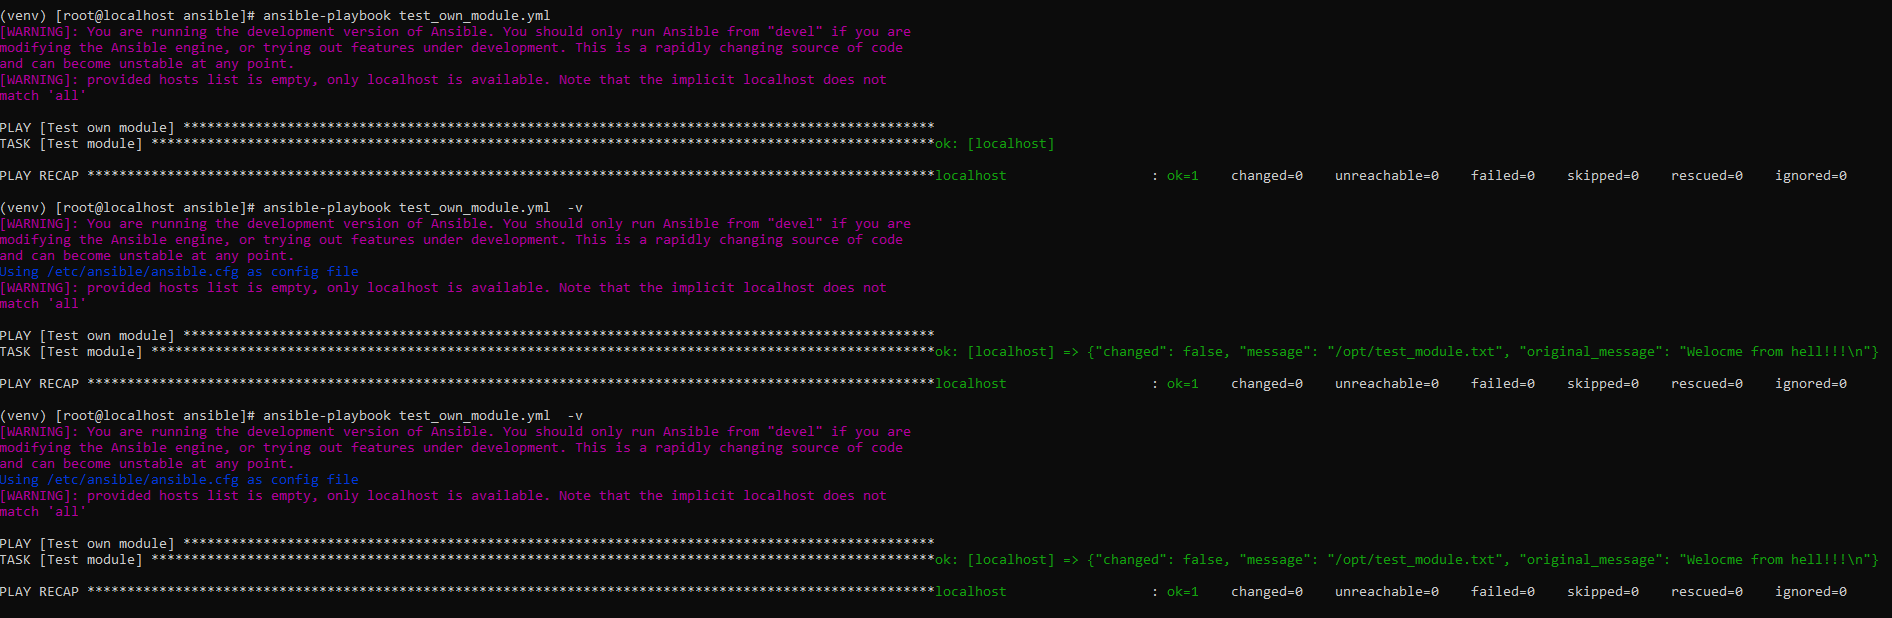 (venv) [root@localhost ansible]# ansible-playbook test_own_module.yml
[WARNING]: You are running the development version of Ansible. You should only run Ansible from "devel" if you are
modifying the Ansible engine, or trying out features under development. This is a rapidly changing source of code
and can become unstable at any point.
[WARNING]: provided hosts list is empty, only localhost is available. Note that the implicit localhost does not
match 'all'
PLAY [Test own module] **********************************************************************************************
TASK [Test module] **************************************************************************************************ok: [localhost]
PLAY RECAP **********************************************************************************************************localhost                  : ok=1    changed=0    unreachable=0    failed=0    skipped=0    rescued=0    ignored=0
(venv) [root@localhost ansible]# ansible-playbook test_own_module.yml  -v
[WARNING]: You are running the development version of Ansible. You should only run Ansible from "devel" if you are
modifying the Ansible engine, or trying out features under development. This is a rapidly changing source of code
and can become unstable at any point.
Using /etc/ansible/ansible.cfg as config file
[WARNING]: provided hosts list is empty, only localhost is available. Note that the implicit localhost does not
match 'all'
PLAY [Test own module] **********************************************************************************************
TASK [Test module] **************************************************************************************************ok: [localhost] => {"changed": false, "message": "/opt/test_module.txt", "original_message": "Welocme from hell!!!\n"}
PLAY RECAP **********************************************************************************************************localhost                  : ok=1    changed=0    unreachable=0    failed=0    skipped=0    rescued=0    ignored=0
(venv) [root@localhost ansible]# ansible-playbook test_own_module.yml  -v
[WARNING]: You are running the development version of Ansible. You should only run Ansible from "devel" if you are
modifying the Ansible engine, or trying out features under development. This is a rapidly changing source of code
and can become unstable at any point.
Using /etc/ansible/ansible.cfg as config file
[WARNING]: provided hosts list is empty, only localhost is available. Note that the implicit localhost does not
match 'all'
PLAY [Test own module] **********************************************************************************************
TASK [Test module] **************************************************************************************************ok: [localhost] => {"changed": false, "message": "/opt/test_module.txt", "original_message": "Welocme from hell!!!\n"}
PLAY RECAP **********************************************************************************************************localhost                  : ok=1    changed=0    unreachable=0    failed=0    skipped=0    rescued=0    ignored=0